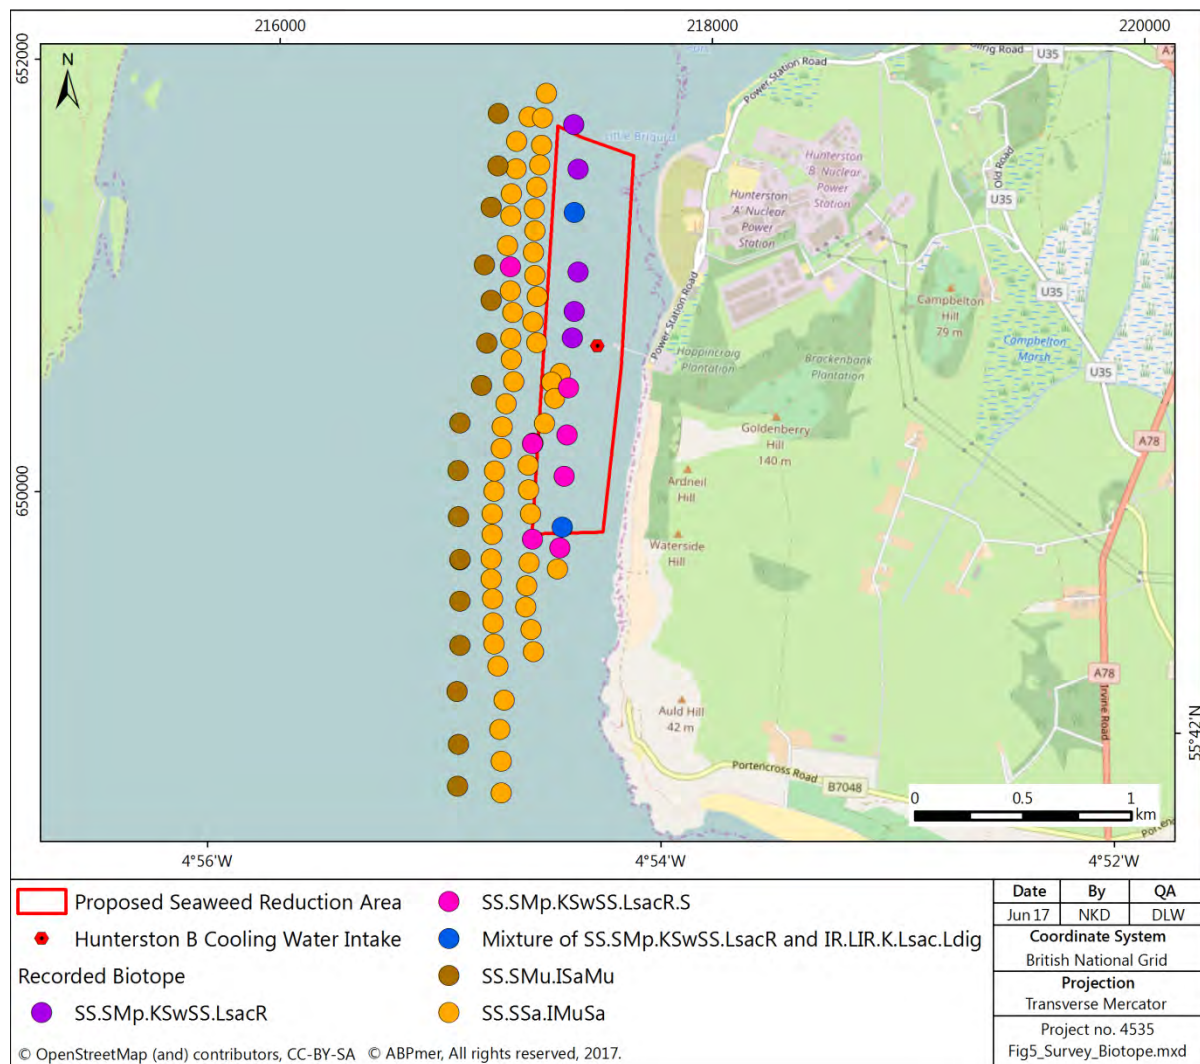 216000
218000
220000
652000
650000
N
Power Station Road
U35
Little Brigurd
Hunterston
B Nuclear
Power
Station
Hunterston
'A' Nuclear
Power
Station
Old Road
U35
U35
Power Station Road
Campbelton
Hill
79 m
Campbelton
Marsh
U35
Happincraig
Plantation
Brackenbank
Plantation
Goldenberry
Hill
140 m
A78
Ardneil
Hill
Waterside
Hill
A78
Irvine Road
Auld Hill
42 m
Portencross Road
B7048
55°42'N
0 0.5 1
km
4°56'W
4°54'W
4°52'W
Proposed Seaweed Reduction Area
Hunterston B Cooling Water Intake
Recorded Biotope
SS.SMp.KSwSS.LsacR
SS.SMp.KSwSS.LsacR.S
Mixture of SS.SMp.KSwSS.LsacR and IR.LIR.K.Lsac.Ldig
SS.SMu.ISaMu
SS.SSa.IMuSa
Date By QA
Jun 17 NKD DLW
Coordinate System
British National Grid
Projection
Transverse Mercator
Project no. 4535
Fig5_Survey_Biotope.mxd
© OpenStreetMap (and) contributors, CC-BY-SA © ABPmer, All rights reserved, 2017.